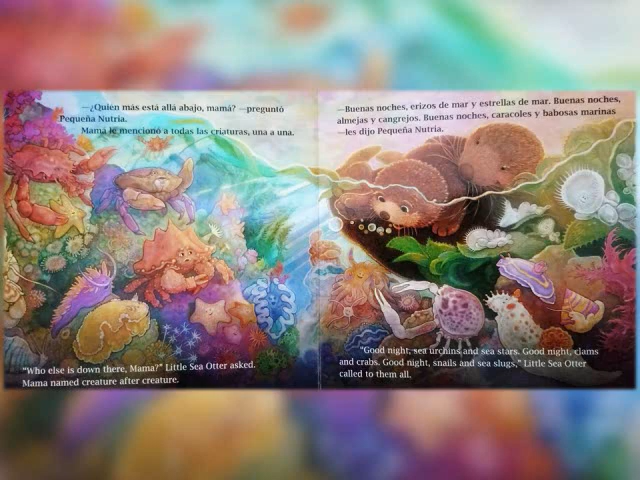 —¿Quien más está allá abajo, mamá? —preguntó
Pequeña Nutria.
Mamá le mencionó a todas las criaturas, una a una.
"Who else is down there, Mama?" Little Sea Otter asked.
Mama named creature after creature.
—Buenas noches, erizos de mar y estrellas de mar. Buenas noches,
almejas y cangrejos. Buenas noches, caracoles y babosas marinas
—les dijo Pequeña Nutria.
"Good night, sea urchins and sea stars. Good night, clams
and crabs. Good night, snails and sea slugs," Little Sea Otter
called to them all.